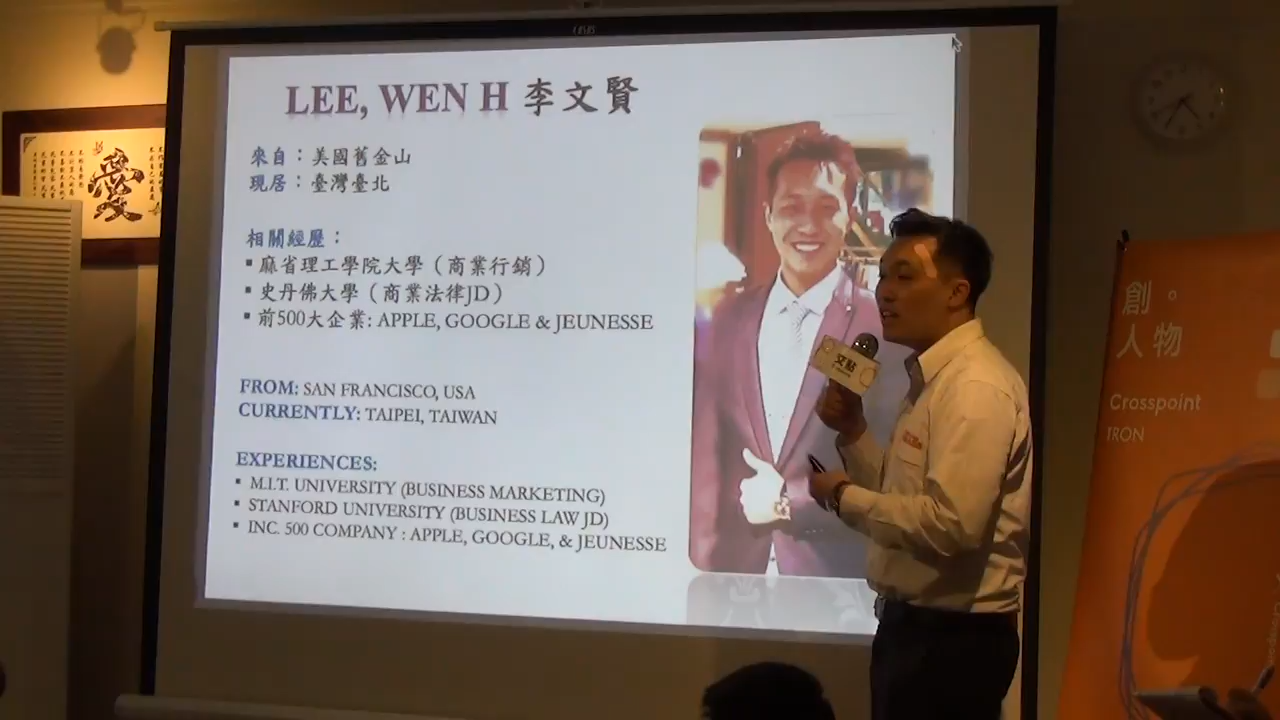 LEE, WEN H 李文賢
來自：美國舊金山
現居：臺灣臺北
相關經歷：
▪ 麻省理工學院大學（商業行銷）
▪ 史丹佛大學（商業法律JD）
▪ 前500大企業: APPLE, GOOGLE & JEUNESSE
FROM: SAN FRANCISCO, USA
CURRENTLY: TAIPEI, TAIWAN
EXPERIENCES:
▪ M.I.T. UNIVERSITY (BUSINESS MARKETING)
▪ STANFORD UNIVERSITY (BUSINESS LAW JD)
▪ INC. 500 COMPANY : APPLE, GOOGLE, & JEUNESSE
愛
創。
人物
Crosspoint